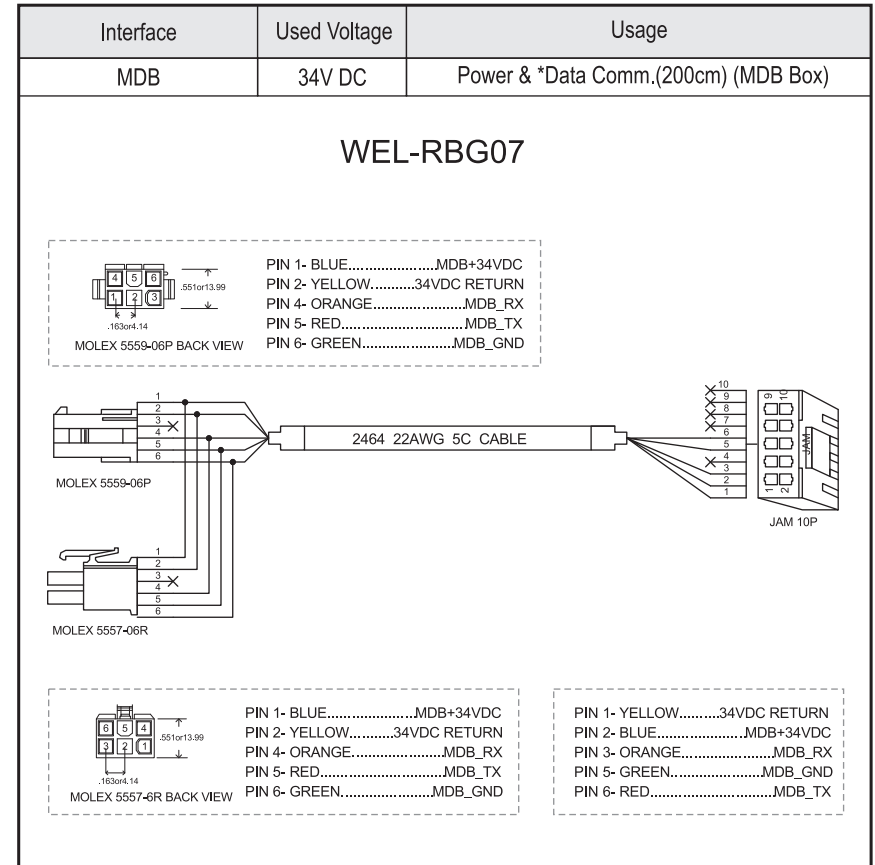 Interface Used Voltage Usage
MDB 34V DC Power & *Data Comm.(200cm) (MDB Box)
WEL-RBG07
4 5 6
1 2 3
.551or13.99
.163or4.14
MOLEX 5559-06P BACK VIEW
PIN 1- BLUE..............MDB+34VDC
PIN 2- YELLOW.........34VDC RETURN
PIN 4- ORANGE..................MDB_RX
PIN 5- RED........................MDB_TX
PIN 6- GREEN..................MDB_GND
1
2
3
4
5
6
MOLEX 5559-06P
2464 22AWG 5C CABLE
10
9
8
7
6
5
4
3
2
1
9 10
JAM
1 2
JAM 10P
1
2
3
4
5
6
MOLEX 5557-06R
6 5 4
3 2 1
.551or13.99
.163or4.14
MOLEX 5557-6R BACK VIEW
PIN 1- BLUE..............MDB+34VDC
PIN 2- YELLOW.........34VDC RETURN
PIN 4- ORANGE..................MDB_RX
PIN 5- RED........................MDB_TX
PIN 6- GREEN..................MDB_GND
PIN 1- YELLOW.........34VDC RETURN
PIN 2- BLUE..................MDB+34VDC
PIN 3- ORANGE..................MDB_RX
PIN 5- GREEN..................MDB_GND
PIN 6- RED........................MDB_TX